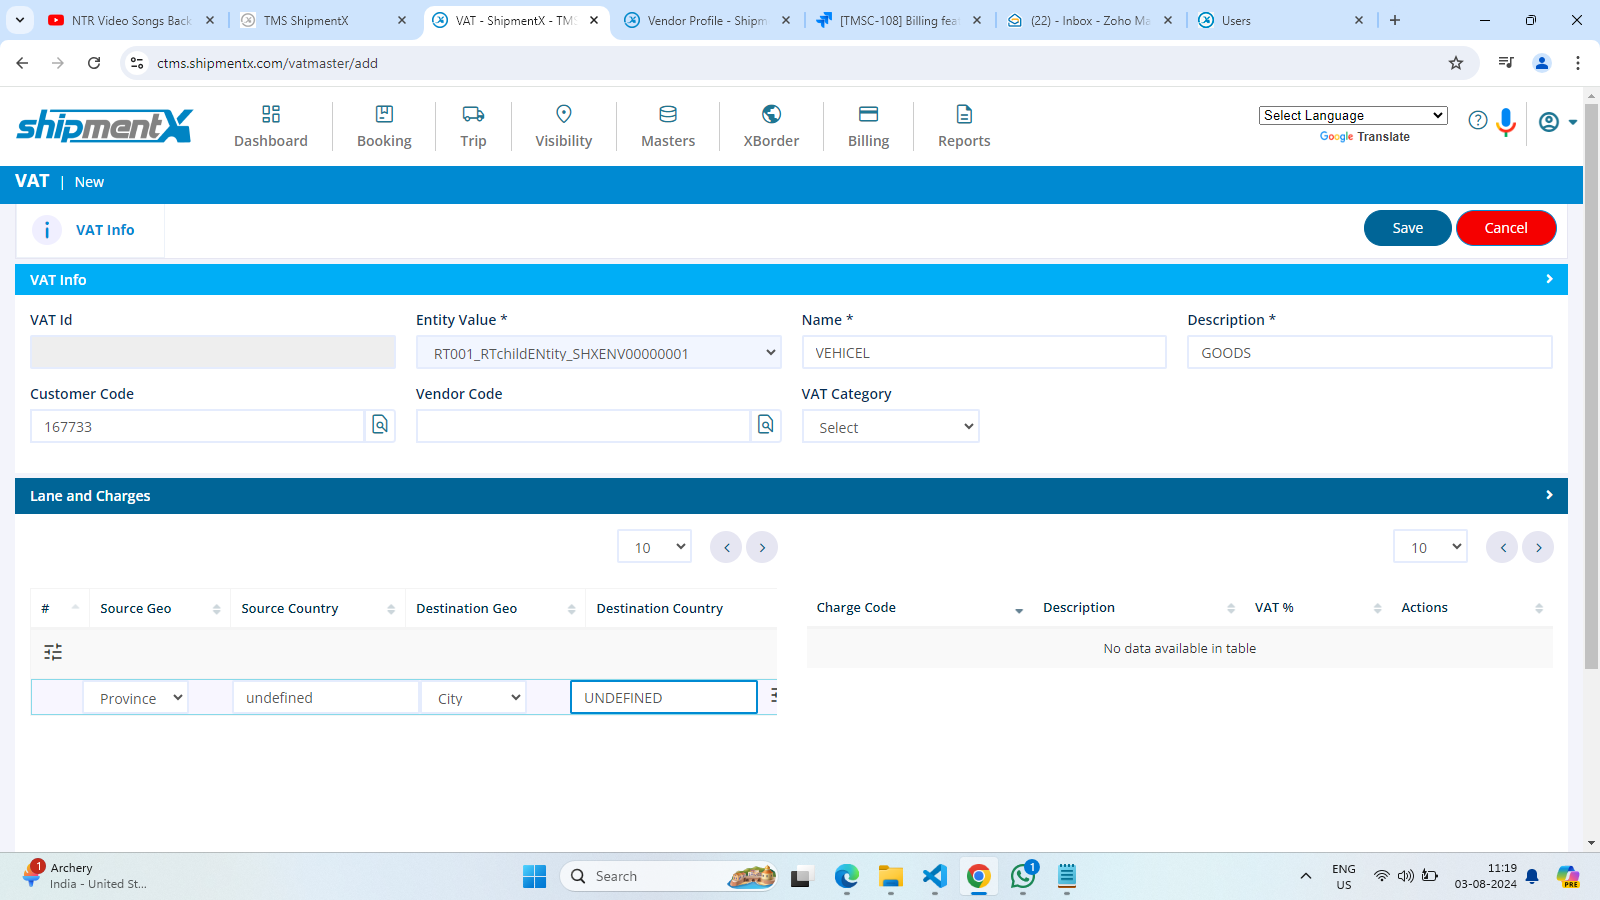 NTR Video Songs Back
TMS ShipmentX
VAT - ShipmentX - TMS
Vendor Profile - Shipm
[TMSC-108] Billing fea
(22) - Inbox - Zoho Ma
Users
ctms.shipmentx.com/vatmaster/add
shipmentX
Dashboard
Booking
Trip
Visibility
Masters
XBorder
Billing
Reports
Select Language
Google Translate
VAT | New
VAT Info
Save
Cancel
VAT Info
VAT Id
Entity Value *
Name *
Description *
RT001_RTchildENtity_SHXENV00000001
VEHICEL
GOODS
Customer Code
Vendor Code
VAT Category
167733
Select
Lane and Charges
10
10
# Source Geo Source Country Destination Geo Destination Country
Charge Code Description VAT % Actions
No data available in table
Province undefined City UNDEFINED
1
Archery
India - United St...
Search
1
ENG
US
11:19
03-08-2024
PRE